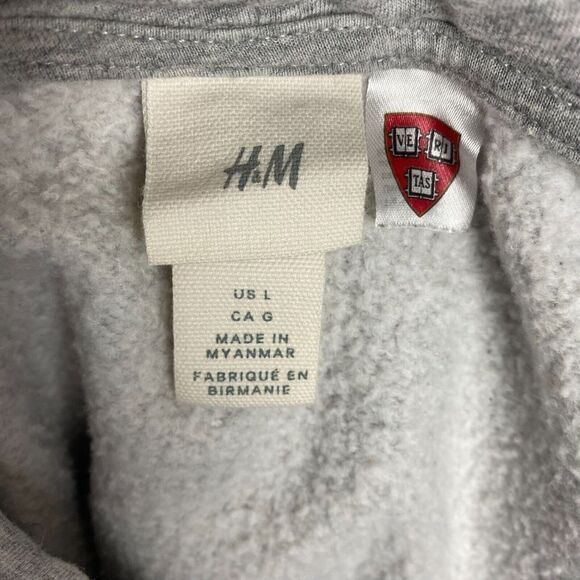 H&M
VE RI
TAS
US L
CA G
MADE IN
MYANMAR
FABRIQUÉ EN
BIRMANIE